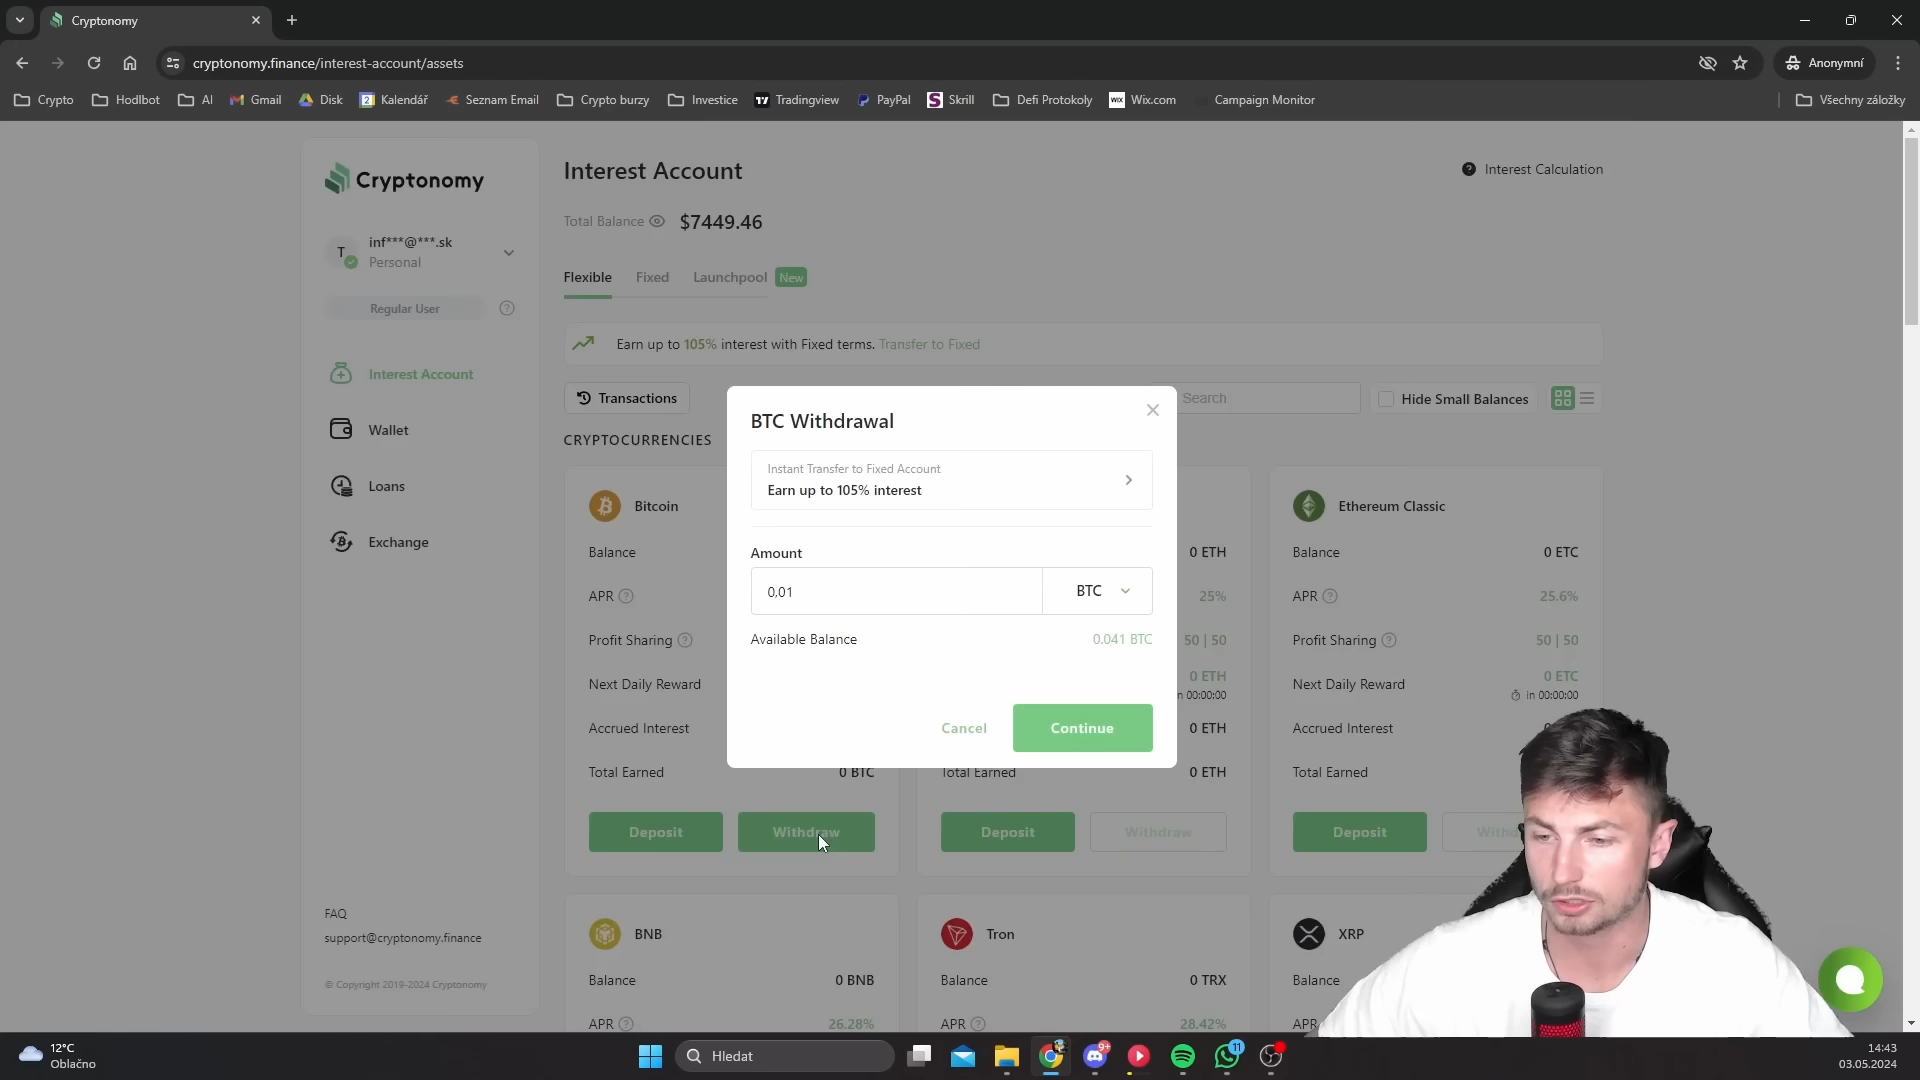 Cryptonomy
cryptonomy.finance/interest-account/assets
Anonymní
Crypto
Hodlbot
AI
Gmail
Disk
Kalendář
Seznam Email
Crypto burzy
Investice
Tradingview
PayPal
Skrill
Defi Protokoly
Wix.com
Campaign Monitor
Všechny záložky
Cryptonomy
T
inf***@***.sk
Personal
Regular User
Interest Account
Wallet
Loans
Exchange
FAQ
support@cryptonomy.finance
© Copyright 2019-2024 Cryptonomy
Interest Account
Interest Calculation
Total Balance
$7449.46
Flexible
Fixed
Launchpool
New
Earn up to 105% interest with Fixed terms. Transfer to Fixed
Transactions
Search
Hide Small Balances
CRYPTOCURRENCIES
BTC Withdrawal
Instant Transfer to Fixed Account
Earn up to 105% interest
Amount
0,01
BTC
Available Balance
0.041 BTC
Cancel
Continue
Bitcoin
Balance
APR
Profit Sharing
Next Daily Reward
Accrued Interest
Total Earned
0 BTC
Deposit
Withdraw
0 ETH
25%
50 | 50
0 ETH
in 00:00:00
0 ETH
Total Earned
0 ETH
Deposit
Withdraw
Ethereum Classic
Balance
0 ETC
APR
25.6%
Profit Sharing
50 | 50
Next Daily Reward
0 ETC
in 00:00:00
Accrued Interest
Total Earned
Deposit
BNB
Balance
0 BNB
APR
26.28%
Tron
Balance
0 TRX
APR
28.42%
XRP
Balance
APR
12°C
Oblačno
Hledat
9+
11
14:43
03.05.2024